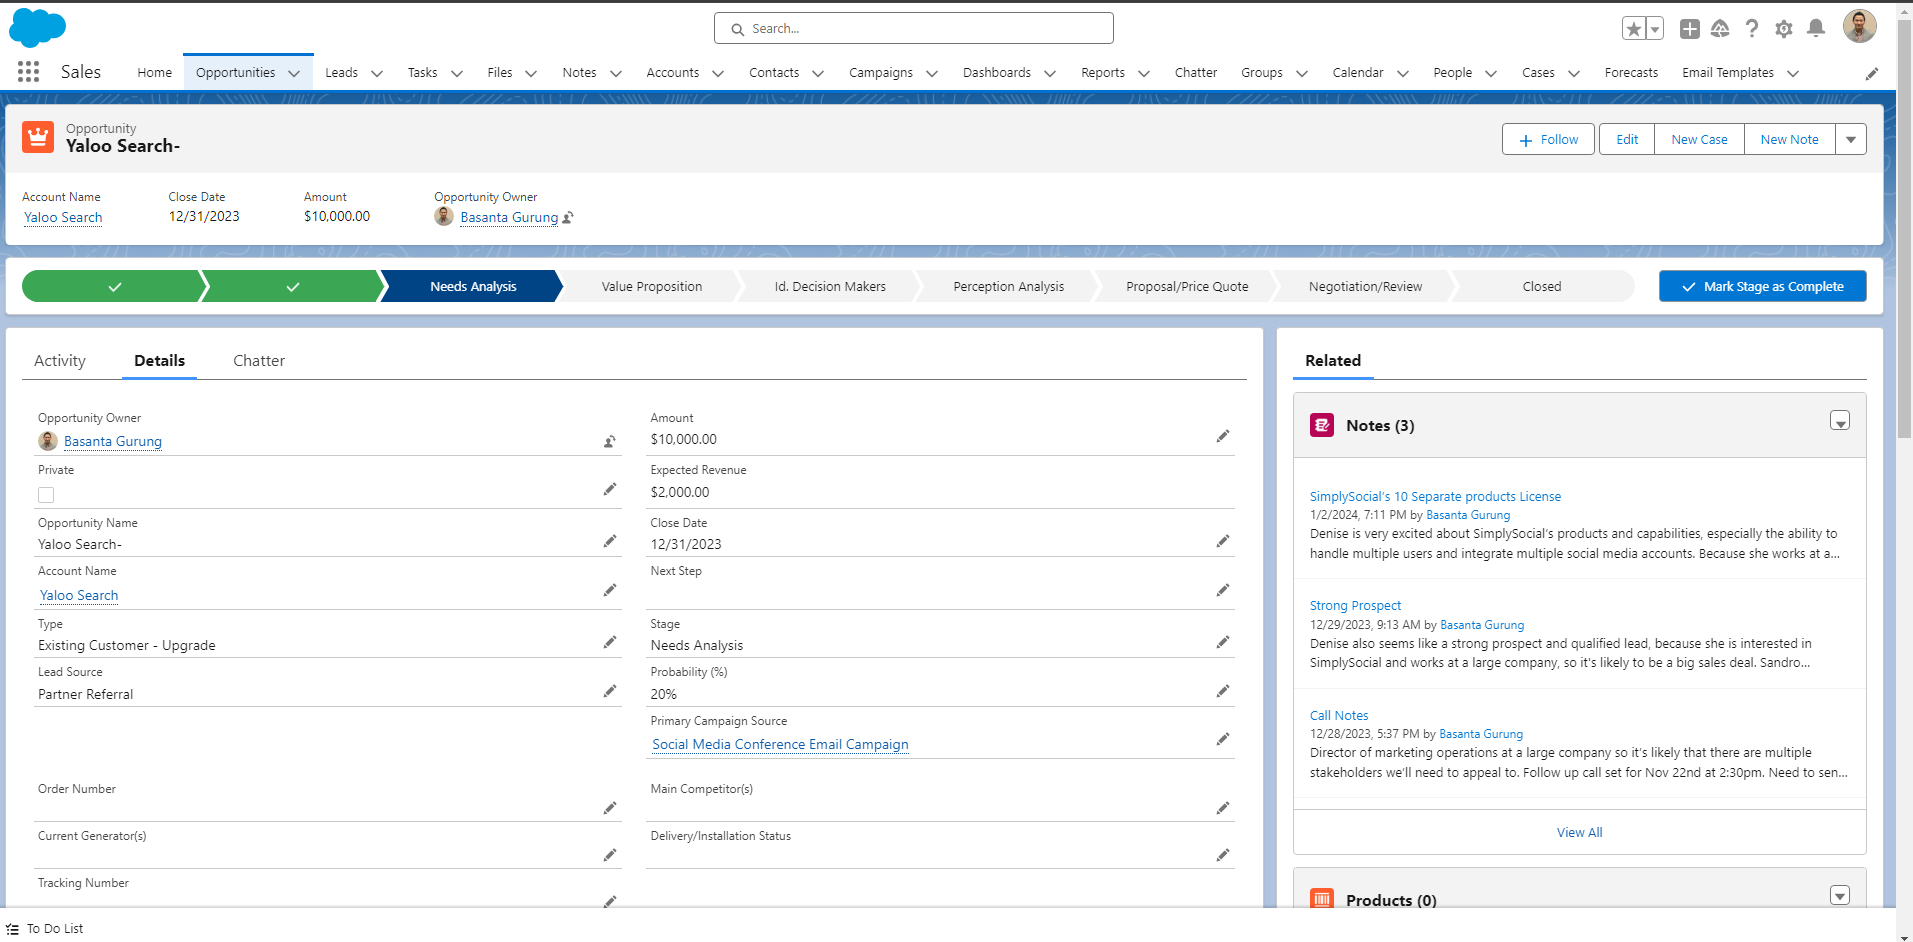 Search...
Sales
Home
Opportunities
Leads
Tasks
Files
Notes
Accounts
Contacts
Campaigns
Dashboards
Reports
Chatter
Groups
Calendar
People
Cases
Forecasts
Email Templates
Opportunity
Yaloo Search-
Follow
Edit
New Case
New Note
Account Name
Yaloo Search
Close Date
12/31/2023
Amount
$10,000.00
Opportunity Owner
Basanta Gurung
Needs Analysis
Value Proposition
Id. Decision Makers
Perception Analysis
Proposal/Price Quote
Negotiation/Review
Closed
Mark Stage as Complete
Activity
Details
Chatter
Opportunity Owner
Basanta Gurung
Amount
$10,000.00
Private
Expected Revenue
$2,000.00
Opportunity Name
Yaloo Search-
Close Date
12/31/2023
Account Name
Yaloo Search
Next Step
Type
Existing Customer - Upgrade
Stage
Needs Analysis
Lead Source
Partner Referral
Probability (%)
20%
Primary Campaign Source
Social Media Conference Email Campaign
Order Number
Main Competitor(s)
Current Generator(s)
Delivery/Installation Status
Tracking Number
Related
Notes (3)
SimplySocial's 10 Separate products License
1/2/2024, 7:11 PM by Basanta Gurung
Denise is very excited about SimplySocial's products and capabilities, especially the ability to
handle multiple users and integrate multiple social media accounts. Because she works at a...
Strong Prospect
12/29/2023, 9:13 AM by Basanta Gurung
Denise also seems like a strong prospect and qualified lead, because she is interested in
SimplySocial and works at a large company, so it's likely to be a big sales deal. Sandro...
Call Notes
12/28/2023, 5:37 PM by Basanta Gurung
Director of marketing operations at a large company so it's likely that there are multiple
stakeholders we'll need to appeal to. Follow up call set for Nov 22nd at 2:30pm. Need to sen...
View All
Products (0)
To Do List